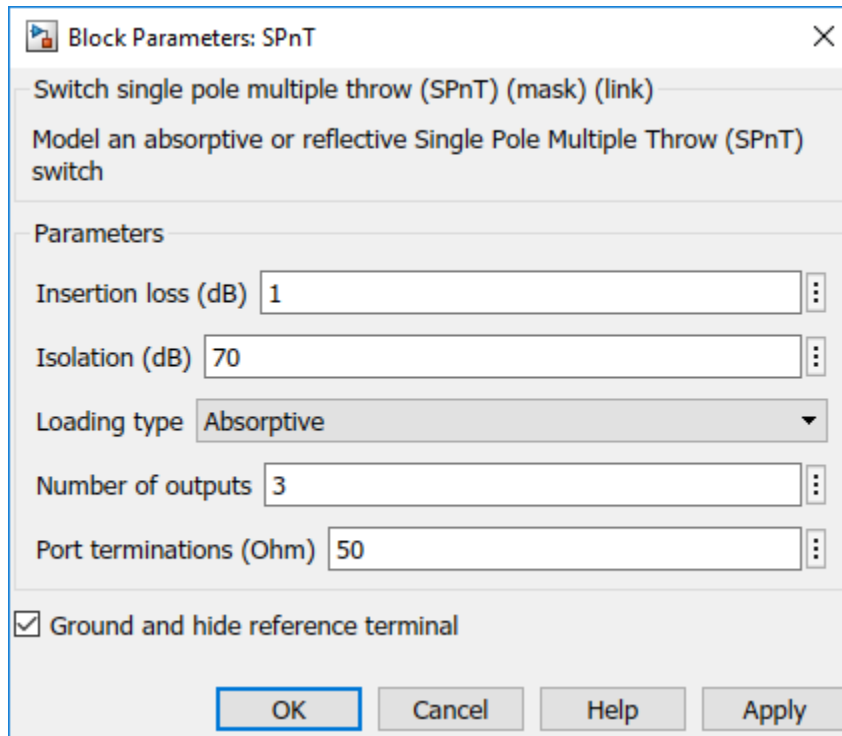 Block Parameters: SPnT
Switch single pole multiple throw (SPnT) (mask) (link)
Model an absorptive or reflective Single Pole Multiple Throw (SPnT)
switch
Parameters
Insertion loss (dB) 1
Isolation (dB) 70
Loading type Absorptive
Number of outputs 3
Port terminations (Ohm) 50
Ground and hide reference terminal
OK Cancel Help Apply